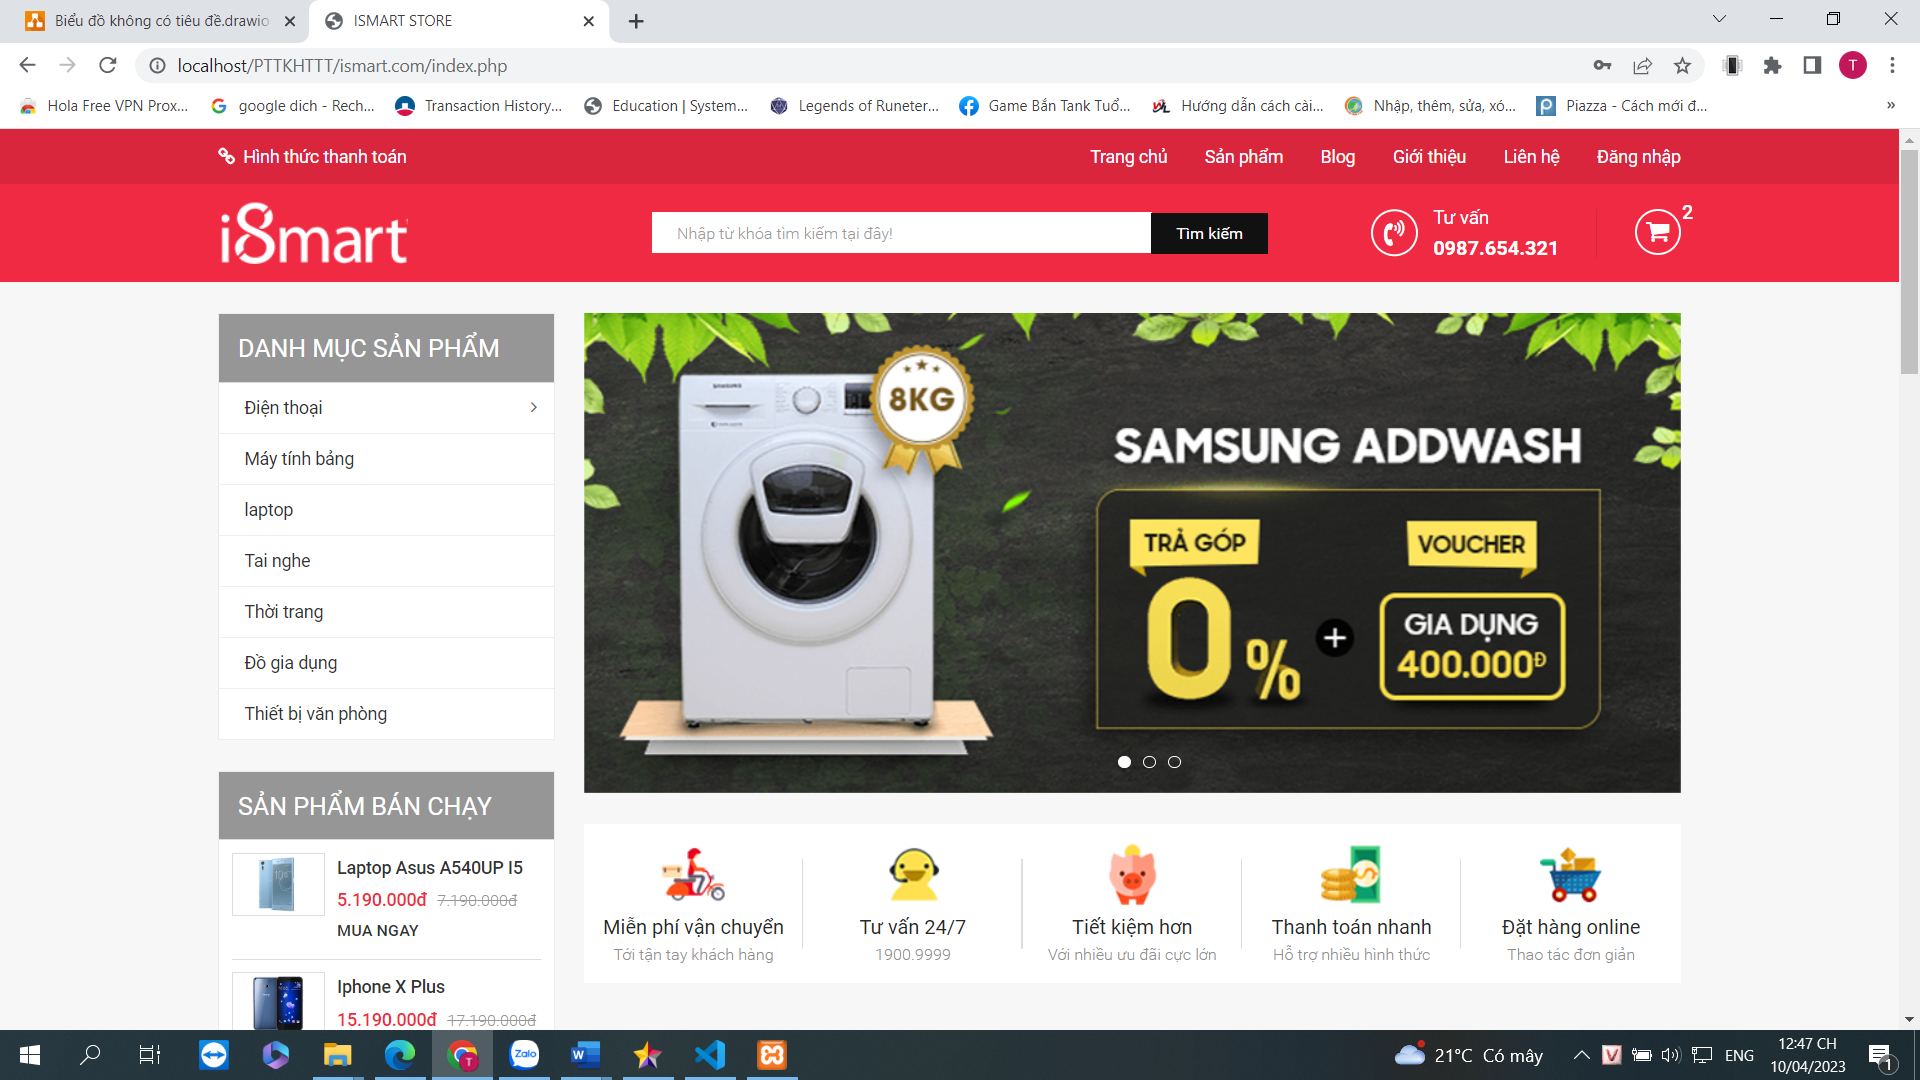 Biểu đồ không có tiêu đề.drawio
ISMART STORE
localhost/PTTKHTTT/ismart.com/index.php
T
Hola Free VPN Prox...
google dich - Rech...
Transaction History...
Education | System...
Legends of Runeter...
Game Bắn Tank Tuổ...
Hướng dẫn cách cài...
Nhập, thêm, sửa, xó...
Piazza - Cách mới đ...
»
Hình thức thanh toán
Trang chủ
Sản phẩm
Blog
Giới thiệu
Liên hệ
Đăng nhập
ismart
Nhập từ khóa tìm kiếm tại đây!
Tìm kiếm
Tư vấn
0987.654.321
2
DANH MỤC SẢN PHẨM
Điện thoại
Máy tính bảng
laptop
Tai nghe
Thời trang
Đồ gia dụng
Thiết bị văn phòng
SAMSUNG
8KG
SAMSUNG ADDWASH
TRẢ GÓP
0%
+
VOUCHER
GIA DỤNG
400.000Đ
SẢN PHẨM BÁN CHẠY
Laptop Asus A540UP I5
5.190.000đ 7.190.000đ
MUA NGAY
Iphone X Plus
15.190.000đ 17.190.000đ
Miễn phí vận chuyển
Tới tận tay khách hàng
Tư vấn 24/7
1900.9999
Tiết kiệm hơn
Với nhiều ưu đãi cực lớn
Thanh toán nhanh
Hỗ trợ nhiều hình thức
Đặt hàng online
Thao tác đơn giản
Zalo
21°C Có mây
ENG
12:47 CH
10/04/2023
1